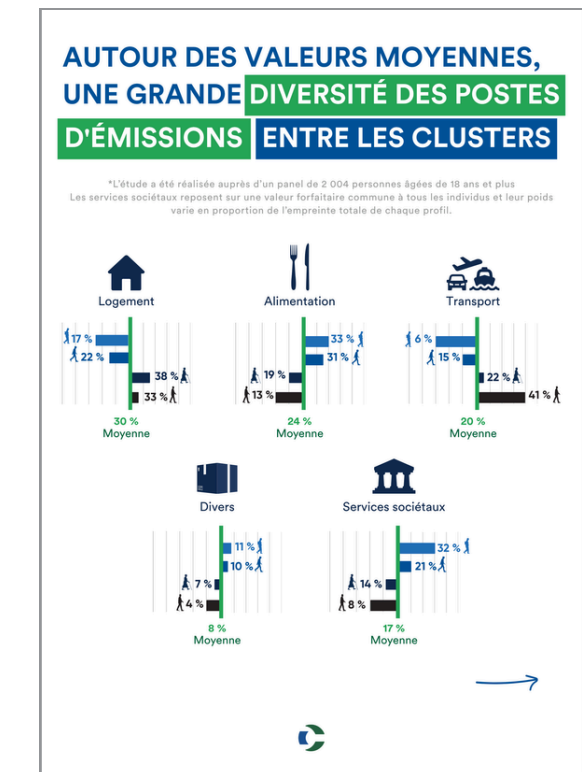 AUTOUR DES VALEURS MOYENNES,
UNE GRANDE DIVERSITÉ DES POSTES
D'ÉMISSIONS ENTRE LES CLUSTERS
*L'étude a été réalisée auprès d'un panel de 2 004 personnes âgées de 18 ans et plus
Les services sociétaux reposent sur une valeur forfaitaire commune à tous les individus et leur poids
varie en proportion de l'empreinte totale de chaque profil.
Logement
17 %
22 %
38 %
33 %
30 %
Moyenne
Alimentation
33 %
31 %
19 %
13 %
24 %
Moyenne
Transport
6 %
15 %
22 %
41 %
20 %
Moyenne
Divers
11 %
10 %
7 %
4 %
8 %
Moyenne
Services sociétaux
32 %
21 %
14 %
8 %
17 %
Moyenne